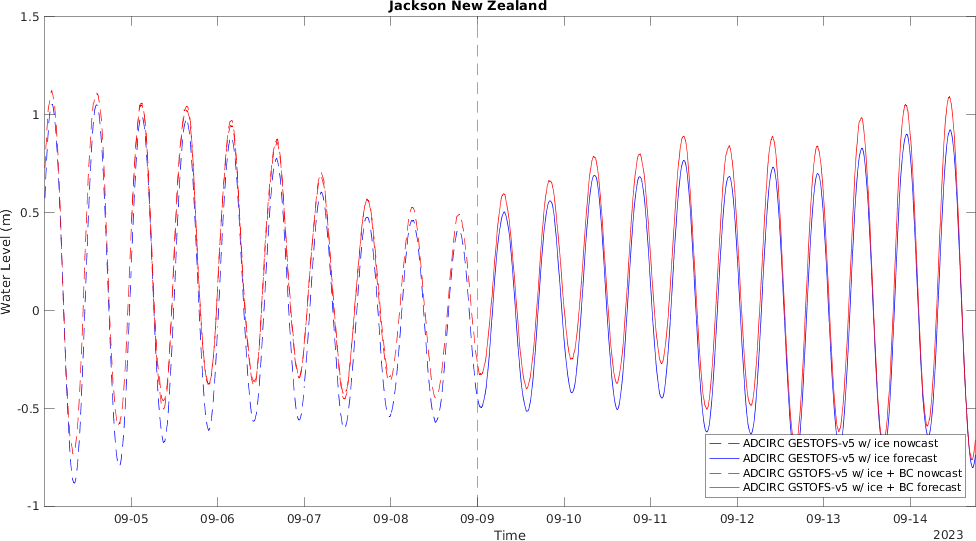 Jackson New Zealand
1.5
1
0.5
0
-0.5
-1
Water Level (m)
ADCIRC GESTOFS-v5 w/ ice nowcast
ADCIRC GESTOFS-v5 w/ ice forecast
ADCIRC GSTOFS-v5 w/ ice + BC nowcast
ADCIRC GSTOFS-v5 w/ ice + BC forecast
09-05 09-06 09-07 09-08 09-09 09-10 09-11 09-12 09-13 09-14
Time
2023